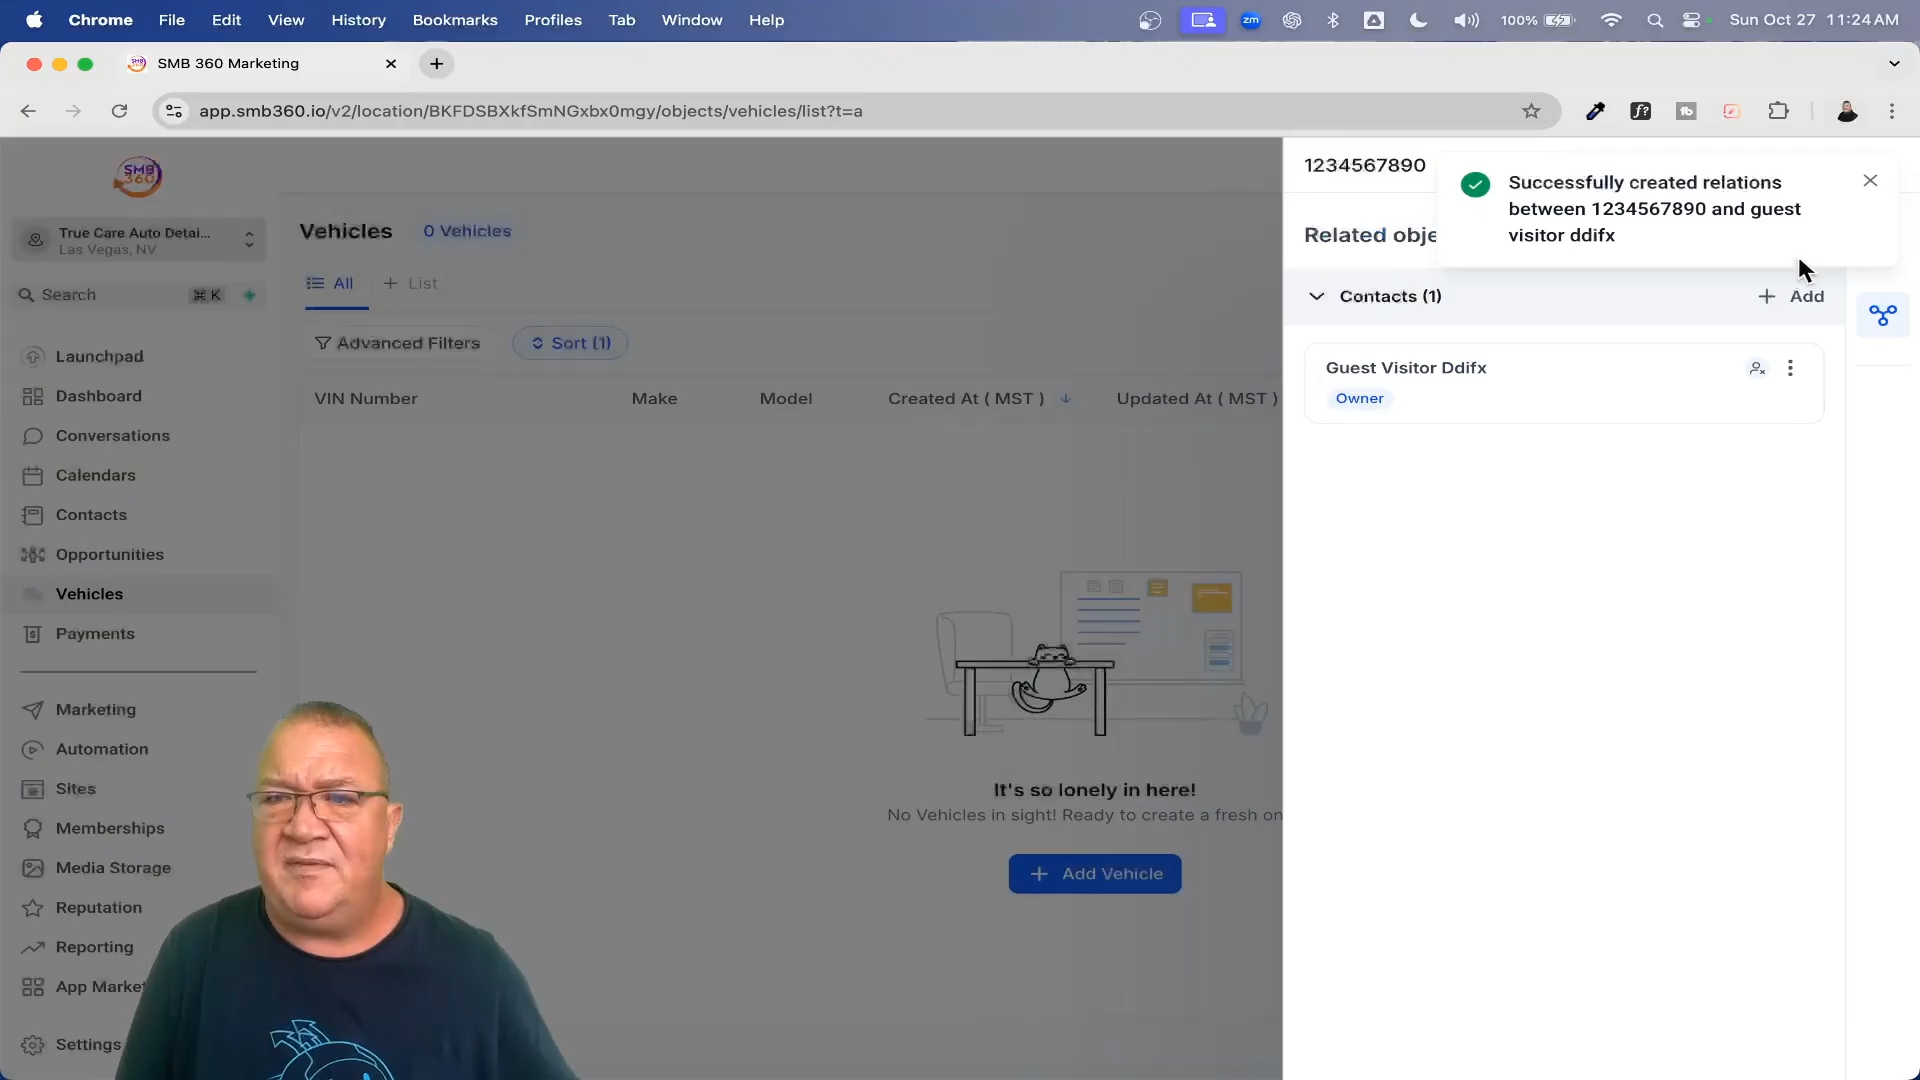 Chrome File Edit View History Bookmarks Profiles Tab Window Help
zm
100%
Sun Oct 27 11:24 AM
SMB 360 Marketing
app.smb360.io/v2/location/BKFDSBXkfSmNGxbx0mgy/objects/vehicles/list?t=a
f?
tb
SMB
360
True Care Auto Detai...
Las Vegas, NV
Search ⌘ K
Launchpad
Dashboard
Conversations
Calendars
Contacts
Opportunities
Vehicles
Payments
Marketing
Automation
Sites
Memberships
Media Storage
Reputation
Reporting
App Market
Settings
Vehicles 0 Vehicles
All + List
Advanced Filters Sort (1)
VIN Number Make Model Created At ( MST ) Updated At ( MST )
It's so lonely in here!
No Vehicles in sight! Ready to create a fresh on
+ Add Vehicle
1234567890
Related obje
Successfully created relations
between 1234567890 and guest
visitor ddifx
Contacts (1) + Add
Guest Visitor Ddifx
Owner